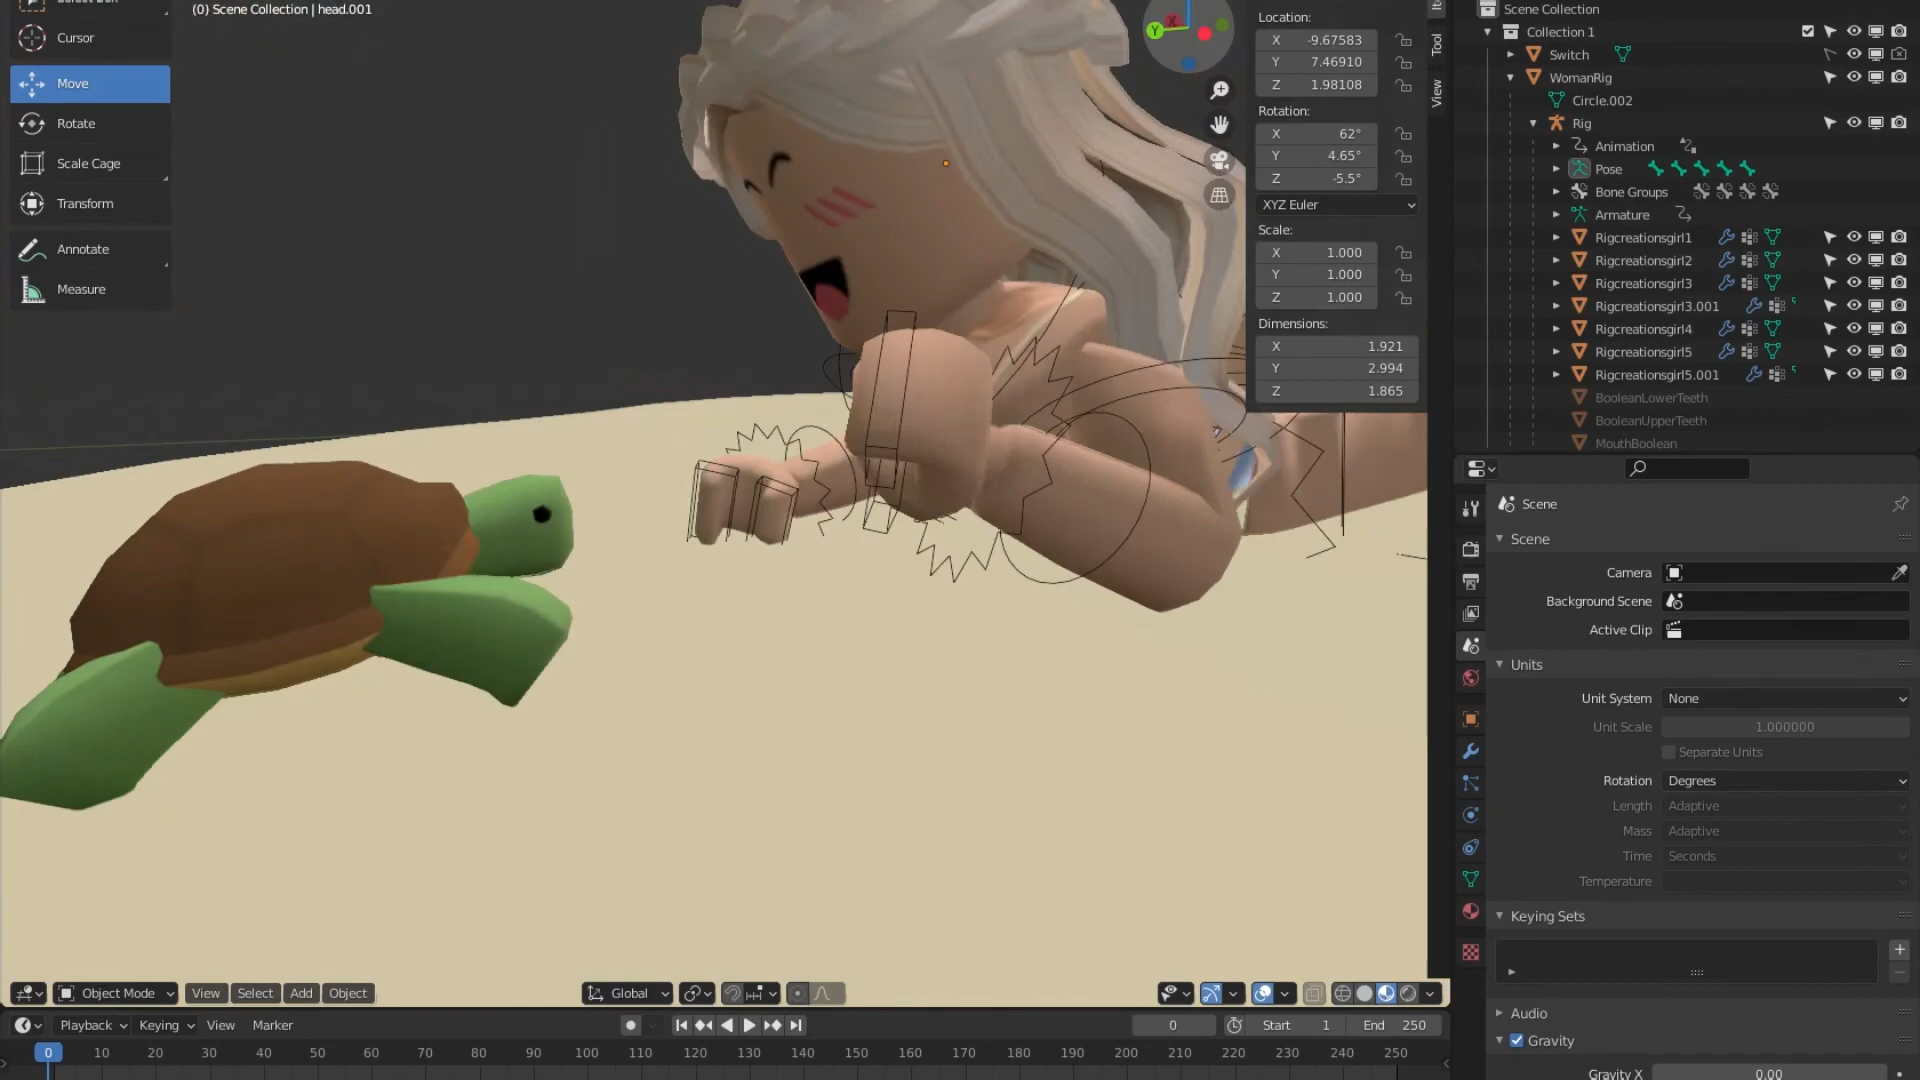 (0) Scene Collection | head.001
Cursor
Move
Rotate
Scale Cage
Transform
Annotate
Measure
Location:
X -9.67583
Y 7.46910
Z 1.98108
Rotation:
X 62°
Y 4.65°
Z -5.5°
XYZ Euler
Scale:
X 1.000
Y 1.000
Z 1.000
Dimensions:
X 1.921
Y 2.994
Z 1.865
Tool
View
Y
X
Scene Collection
Collection 1
Switch
WomanRig
Circle.002
Rig
Animation
Pose
Bone Groups
Armature
Rigcreationsgirl1
Rigcreationsgirl2
Rigcreationsgirl3
Rigcreationsgirl3.001
Rigcreationsgirl4
Rigcreationsgirl5
Rigcreationsgirl5.001
BooleanLowerTeeth
BooleanUpperTeeth
MouthBoolean
Scene
Scene
Camera
Background Scene
Active Clip
Units
Unit System None
Unit Scale 1.000000
Separate Units
Rotation Degrees
Length Adaptive
Mass Adaptive
Time Seconds
Temperature
Keying Sets
Audio
Gravity
Gravity X 0.00
Object Mode View Select Add Object Global
Playback Keying View Marker 0 Start 1 End 250
0 10 20 30 40 50 60 70 80 90 100 110 120 130 140 150 160 170 180 190 200 210 220 230 240 250